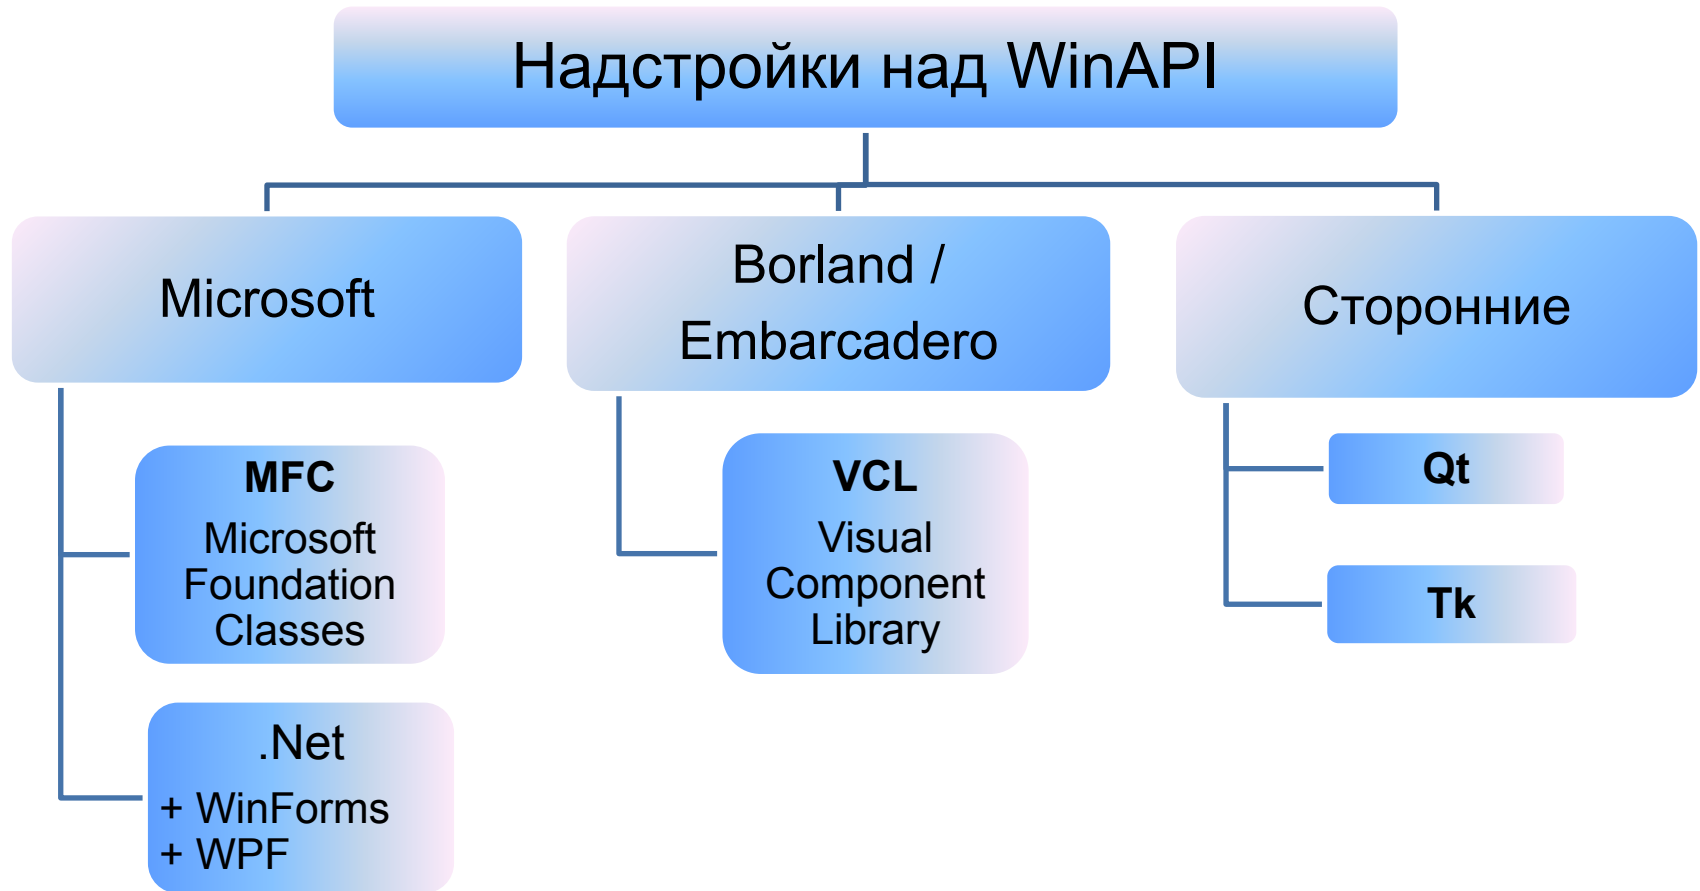 Надстройки над WinAPI
Microsoft
Borland /
Embarcadero
Сторонние
MFC
Microsoft
Foundation
Classes
.Net
+ WinForms
+ WPF
VCL
Visual
Component
Library
Qt
Tk